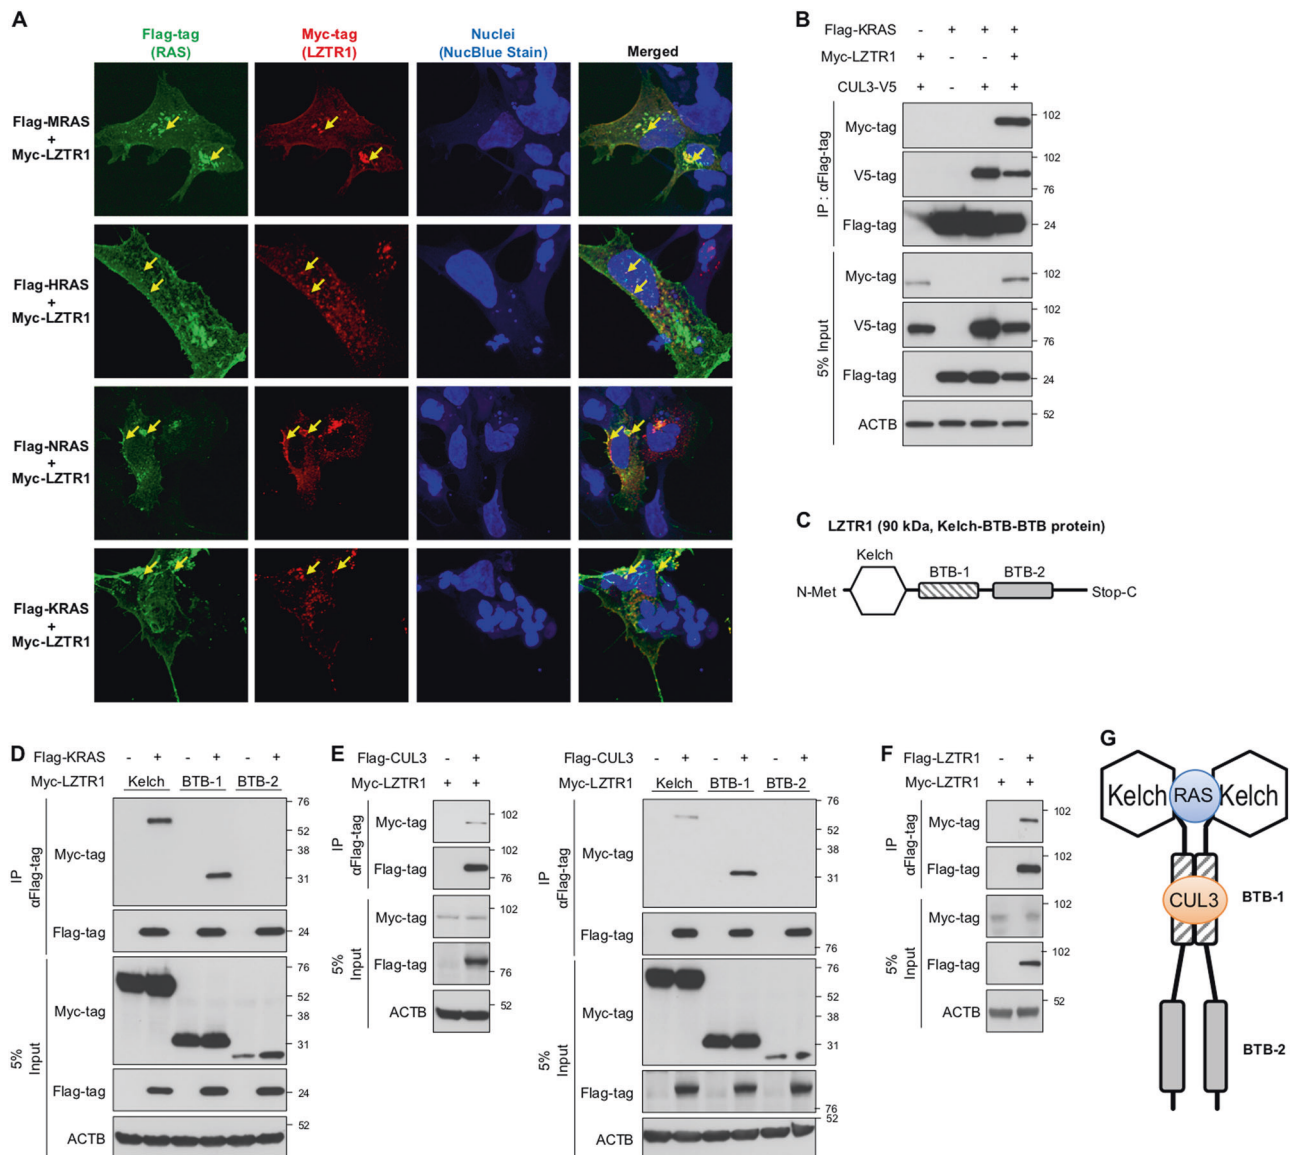 A
Flag-tag
(RAS)
Myc-tag
(LZTR1)
Nuclei
(NucBlue Stain)
Merged
Flag-MRAS
+
Myc-LZTR1
Flag-HRAS
+
Myc-LZTR1
Flag-NRAS
+
Myc-LZTR1
Flag-KRAS
+
Myc-LZTR1
B
Flag-KRAS - + + +
Myc-LZTR1 + - - +
CUL3-V5 + - + +
IP : αFlag-tag
Myc-tag 102
V5-tag 102
76
Flag-tag 24
5% Input
Myc-tag 102
V5-tag 102
76
Flag-tag 24
ACTB 52
C
LZTR1 (90 kDa, Kelch-BTB-BTB protein)
Kelch
BTB-1
BTB-2
N-Met
Stop-C
D
Flag-KRAS - + - + - +
Myc-LZTR1 Kelch BTB-1 BTB-2
IP
αFlag-tag
Myc-tag
76
52
38
31
Flag-tag 24
5%
Input
Myc-tag
76
52
38
31
Flag-tag 24
ACTB 52
E
Flag-CUL3 - +
Myc-LZTR1 + +
IP
αFlag-tag
Myc-tag 102
Flag-tag 102
76
5%
Input
Myc-tag 102
Flag-tag
76
ACTB 52
Flag-CUL3 - + - + - +
Myc-LZTR1 Kelch BTB-1 BTB-2
IP
αFlag-tag
Myc-tag
76
52
38
31
Flag-tag
76
5%
Input
Myc-tag
76
52
38
31
Flag-tag
76
ACTB 52
F
Flag-LZTR1 - +
Myc-LZTR1 + +
IP
αFlag-tag
Myc-tag 102
Flag-tag 102
5%
Input
Myc-tag 102
Flag-tag 102
ACTB 52
G
Kelch RAS Kelch
CUL3 BTB-1
BTB-2